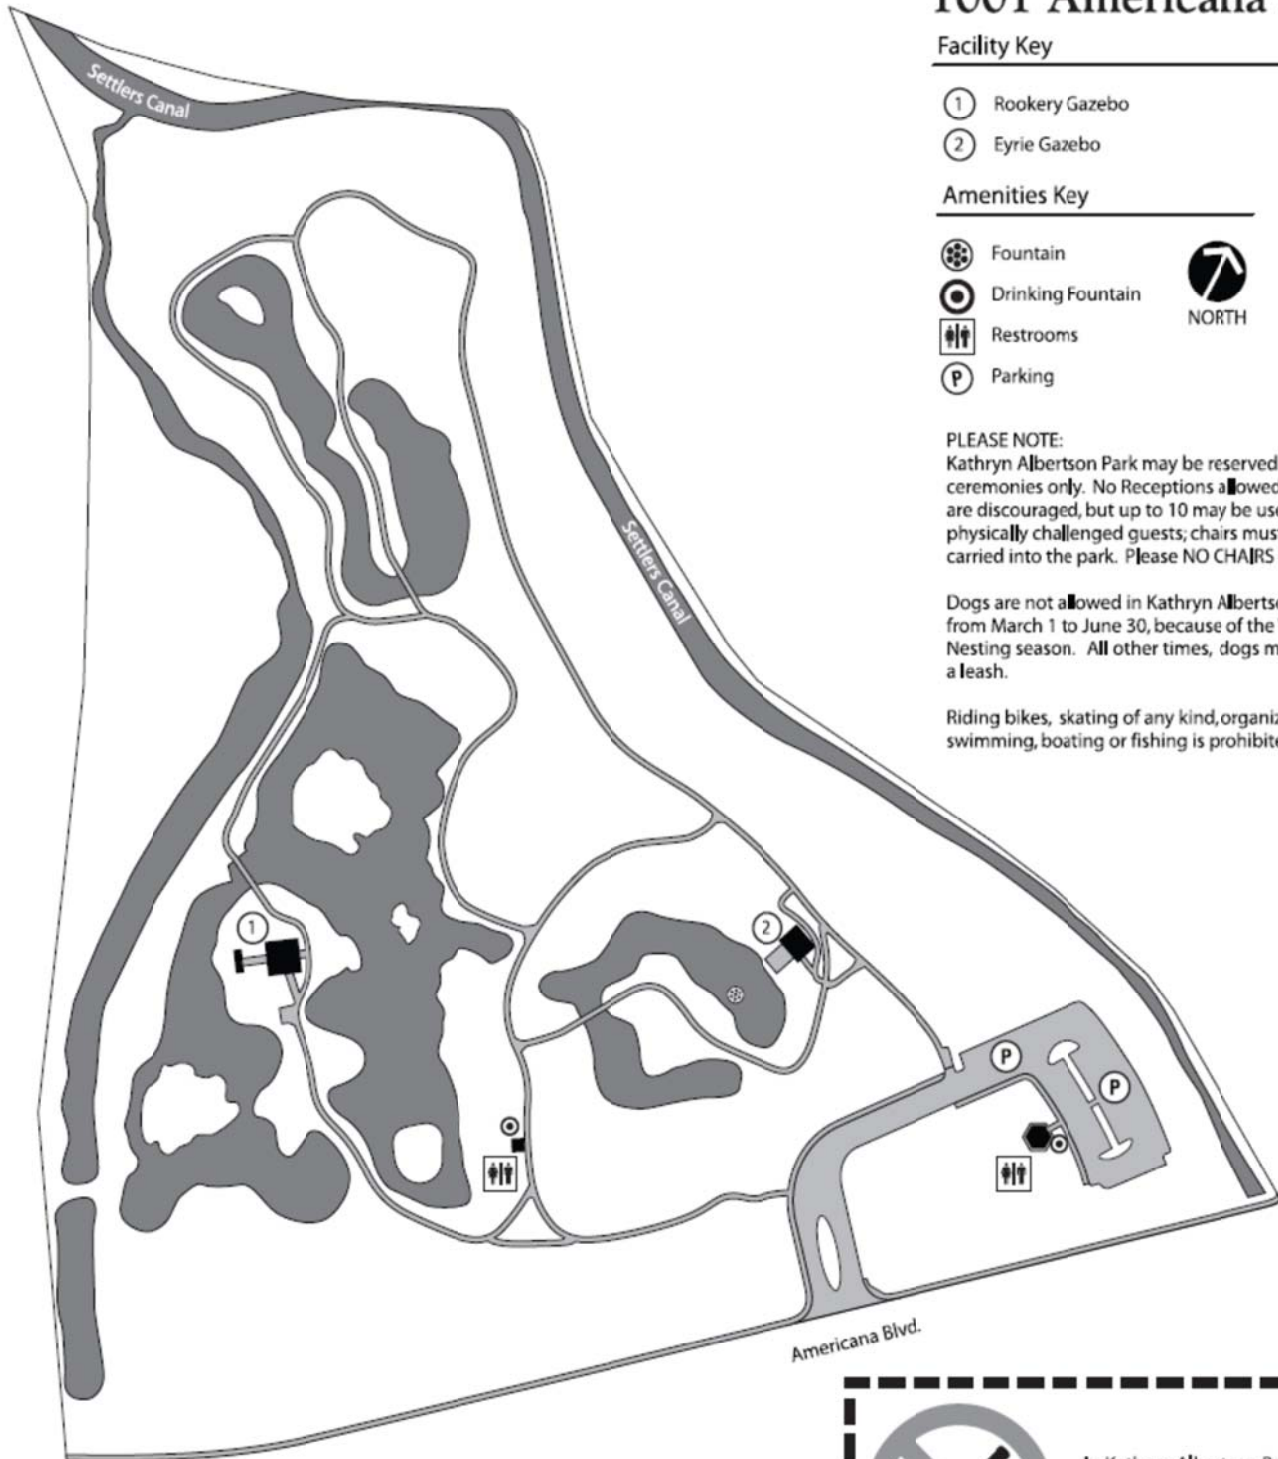 1001 Americana
Facility Key
1 Rookery Gazebo
2 Eyrie Gazebo
Amenities Key
Fountain
Drinking Fountain
Restrooms
P Parking
NORTH
PLEASE NOTE:
Kathryn Albertson Park may be reserved
ceremonies only. No Receptions allowed
are discouraged, but up to 10 may be use
physically challenged guests; chairs must
carried into the park. Please NO CHAIRS
Dogs are not allowed in Kathryn Albertso
from March 1 to June 30, because of the
Nesting season. All other times, dogs m
a leash.
Riding bikes, skating of any kind, organiz
swimming, boating or fishing is prohibite
Settlers Canal
Settlers Canal
1
2
P
P
Americana Blvd.